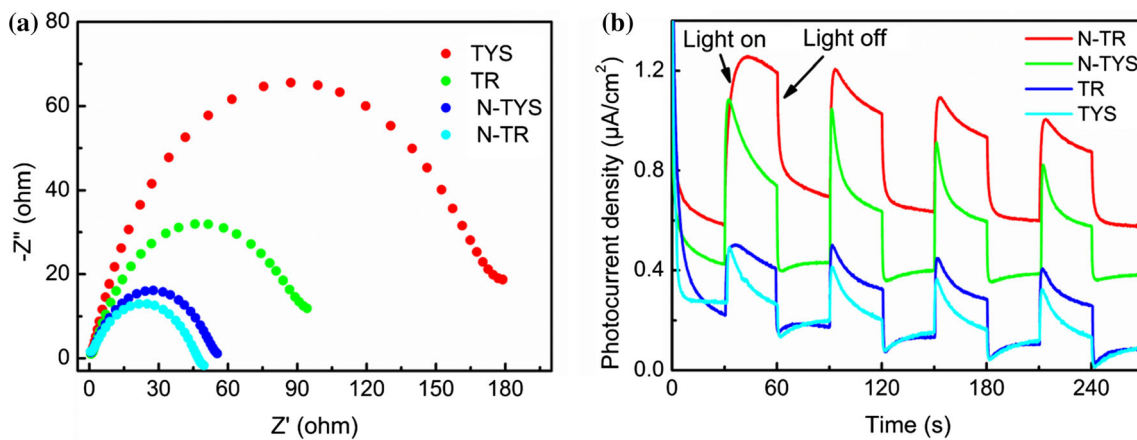 (a)
80
60
40
20
0
-Z" (ohm)
TYS
TR
N-TYS
N-TR
0 30 60 90 120 150 180
Z' (ohm)
(b)
1.2
0.8
0.4
0.0
Photocurrent density (μA/cm²)
Light on
Light off
N-TR
N-TYS
TR
TYS
0 60 120 180 240
Time (s)